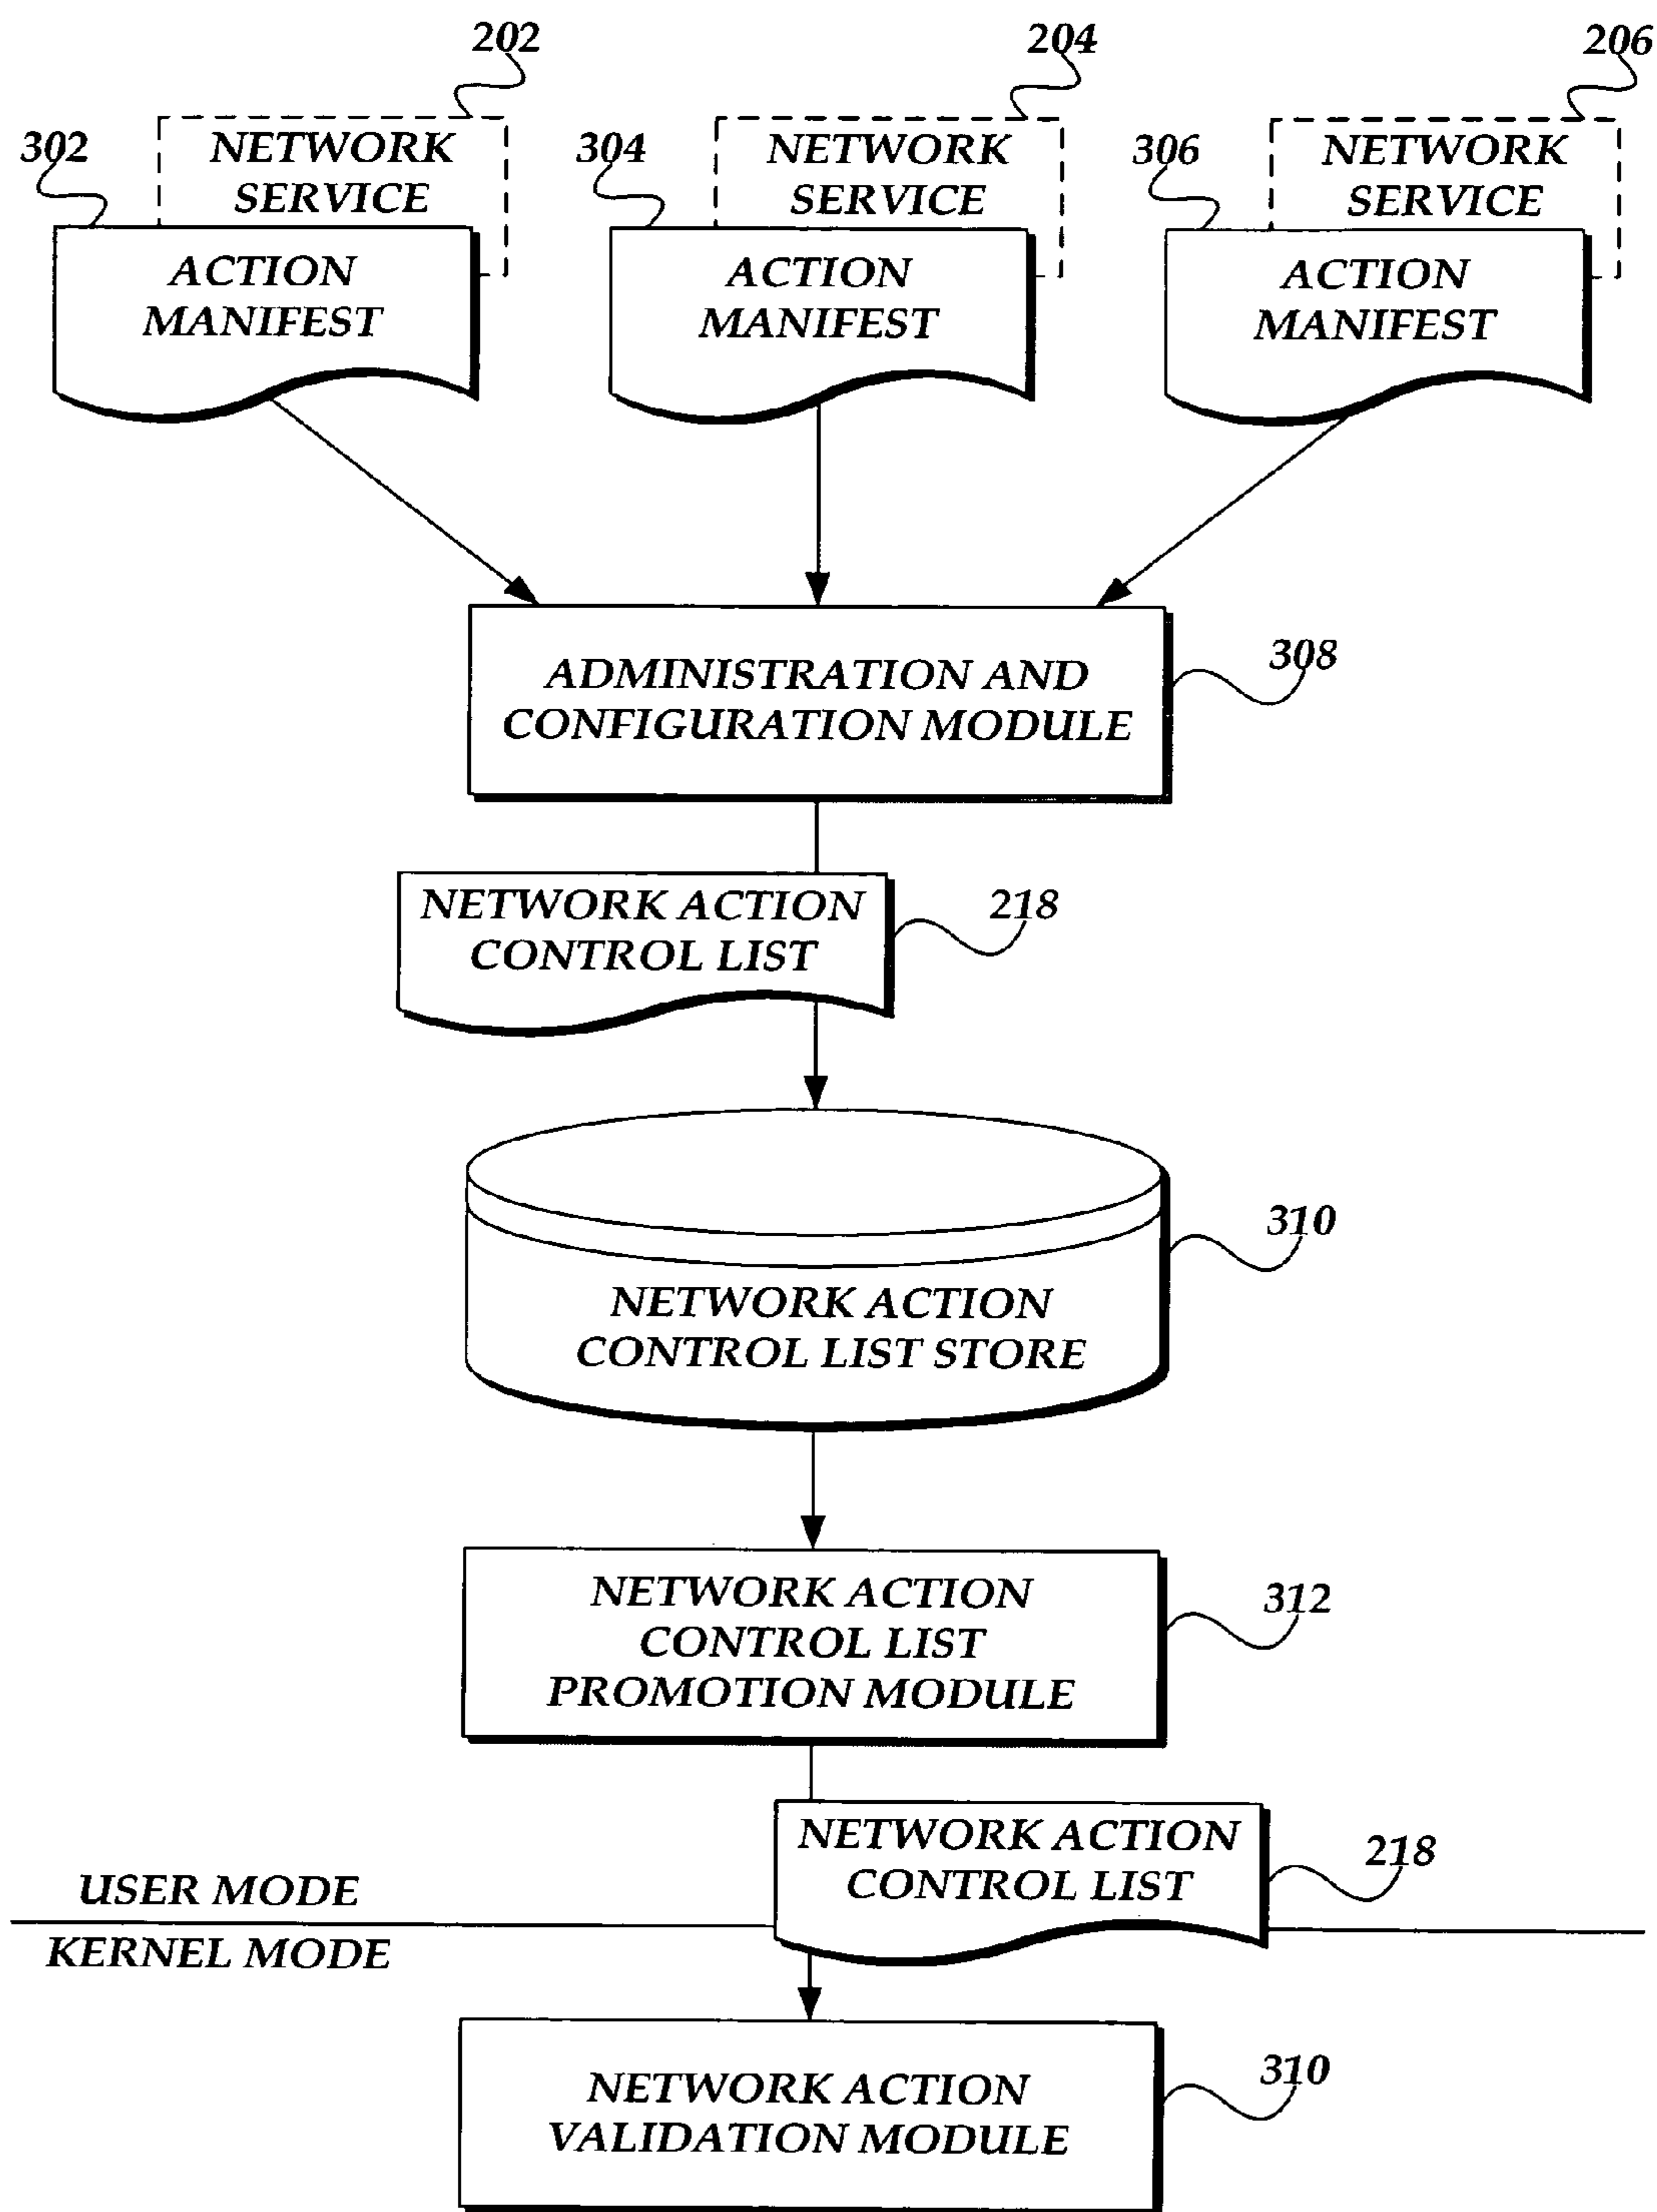 202
204
206
302
NETWORK
SERVICE
304
NETWORK
SERVICE
306
NETWORK
SERVICE
ACTION
MANIFEST
ACTION
MANIFEST
ACTION
MANIFEST
ADMINISTRATION AND
CONFIGURATION MODULE
308
NETWORK ACTION
CONTROL LIST
218
310
NETWORK ACTION
CONTROL LIST STORE
NETWORK ACTION
CONTROL LIST
PROMOTION MODULE
312
NETWORK ACTION
CONTROL LIST
218
USER MODE
KERNEL MODE
NETWORK ACTION
VALIDATION MODULE
310